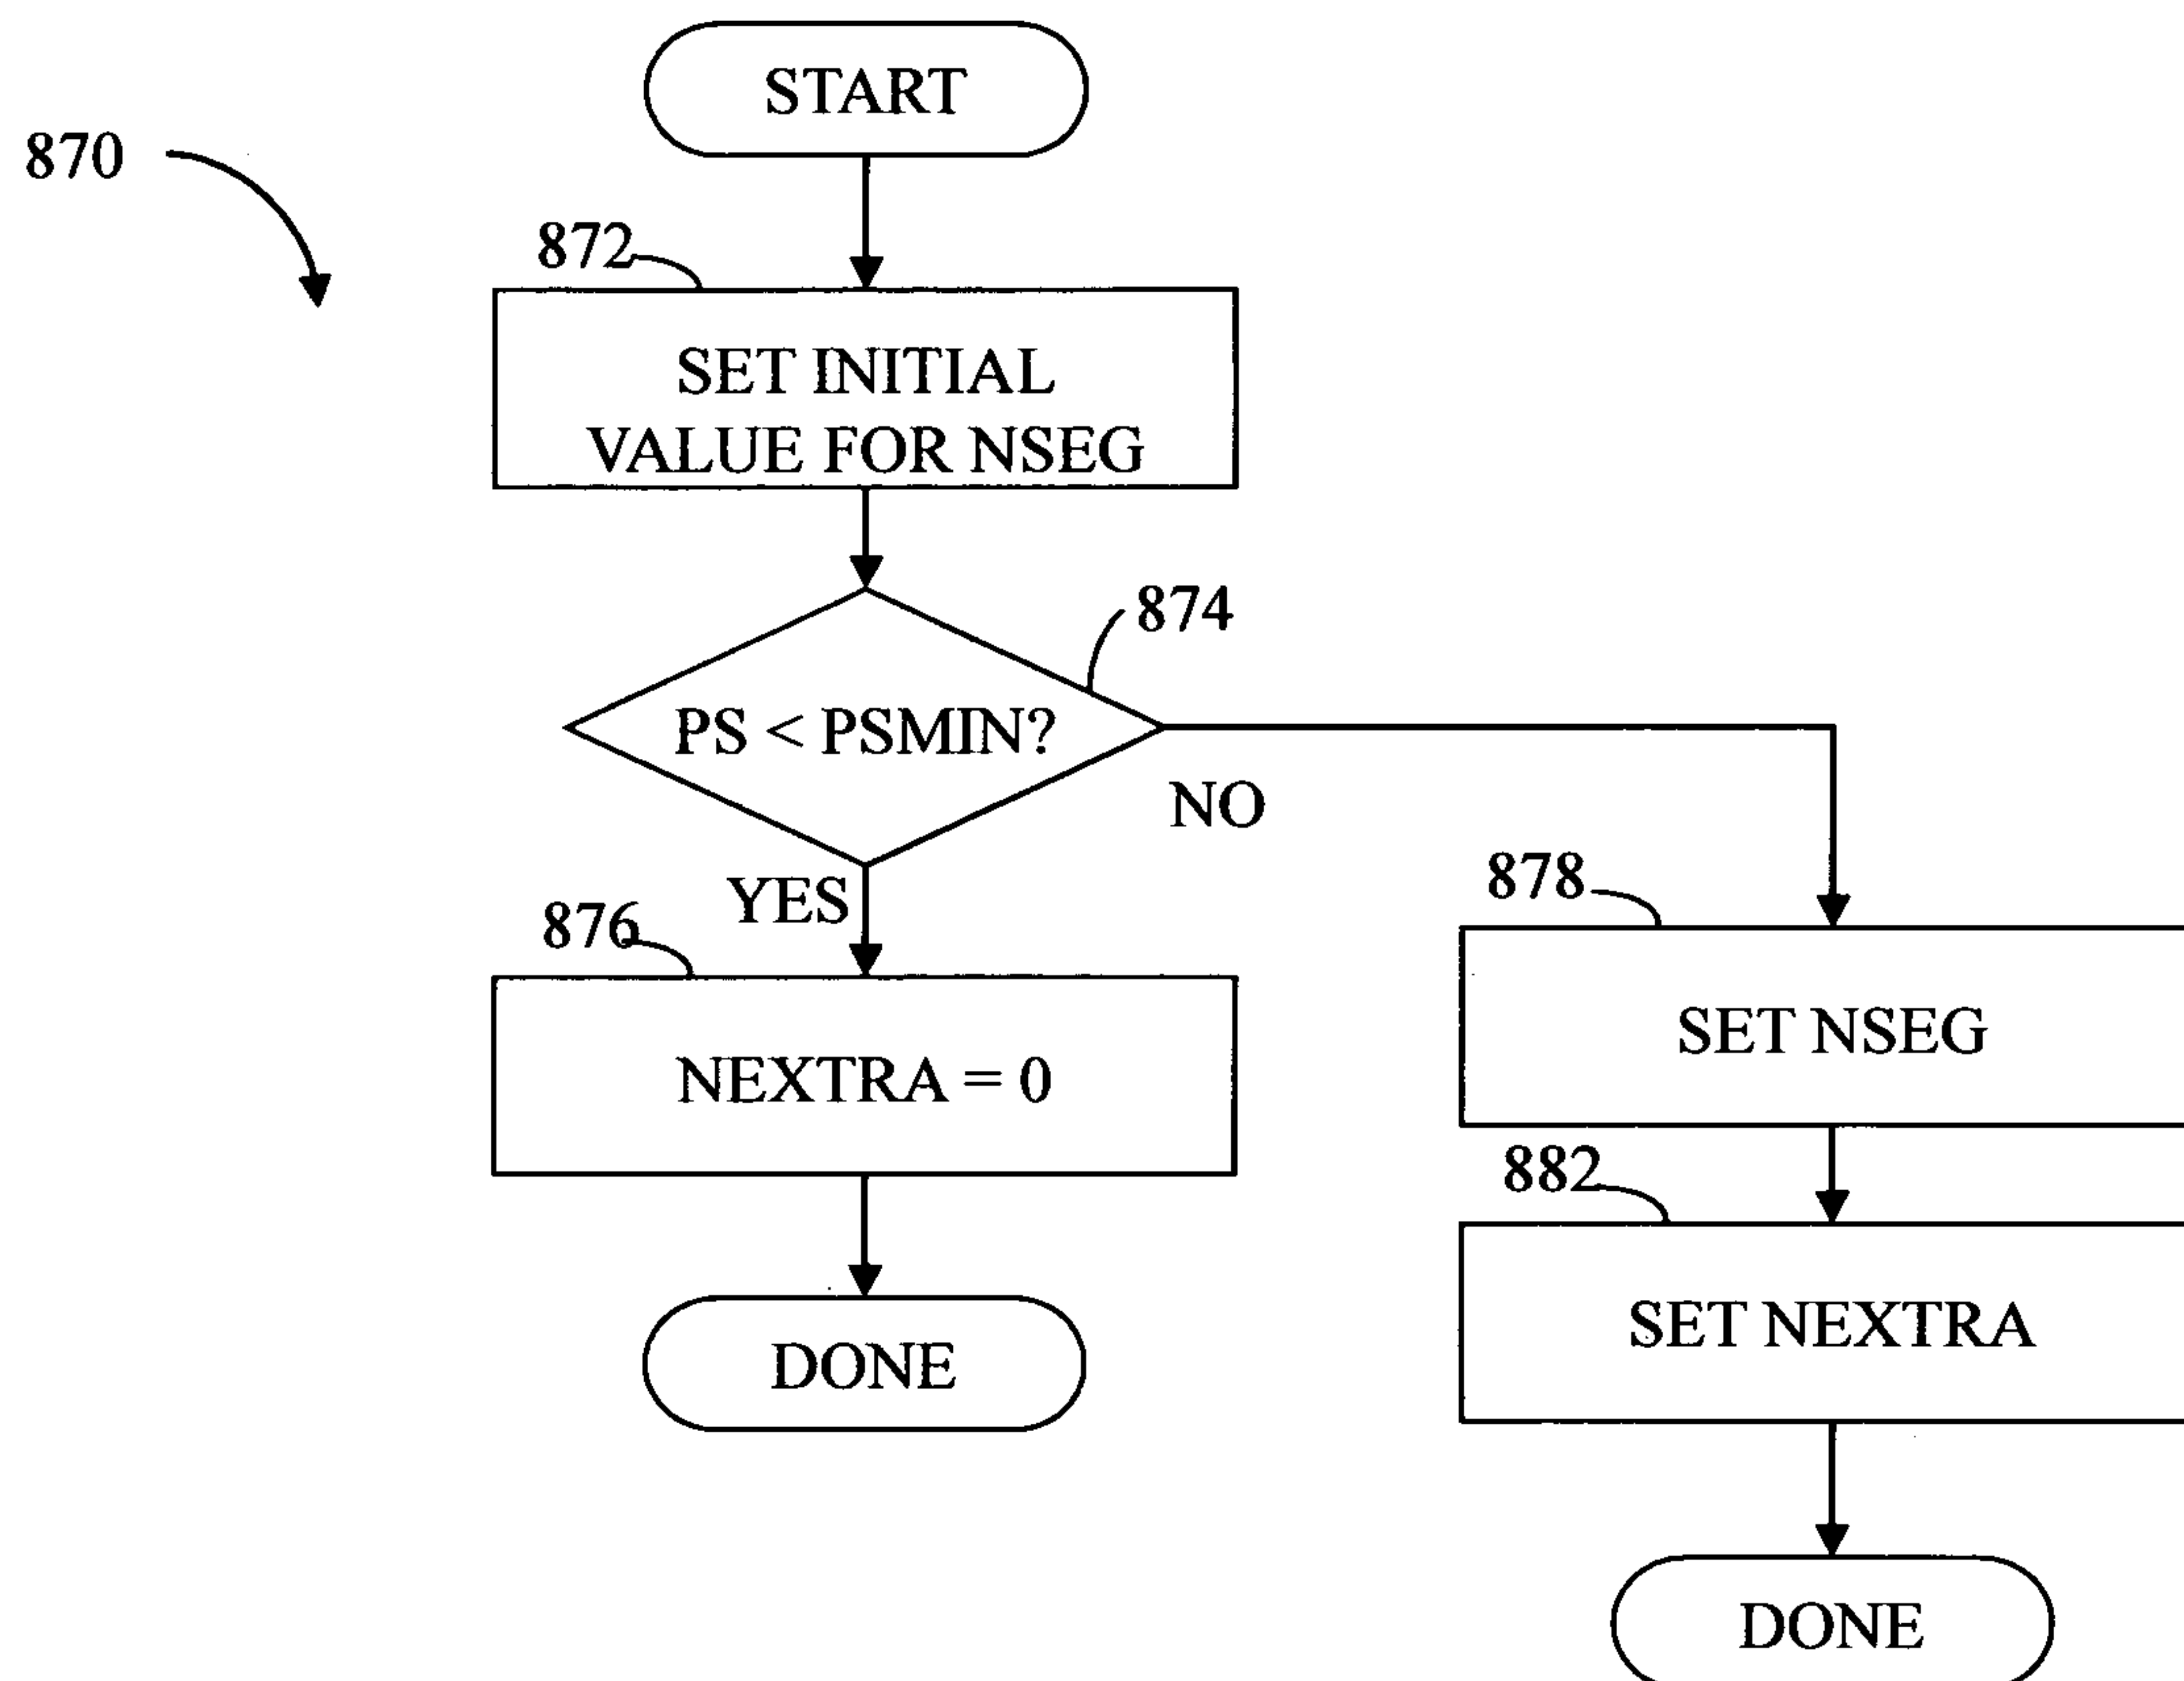 START
870
872
SET INITIAL
VALUE FOR NSEG
874
PS < PSMIN?
NO
YES
878
876
SET NSEG
NEXTRA = 0
882
SET NEXTRA
DONE
DONE